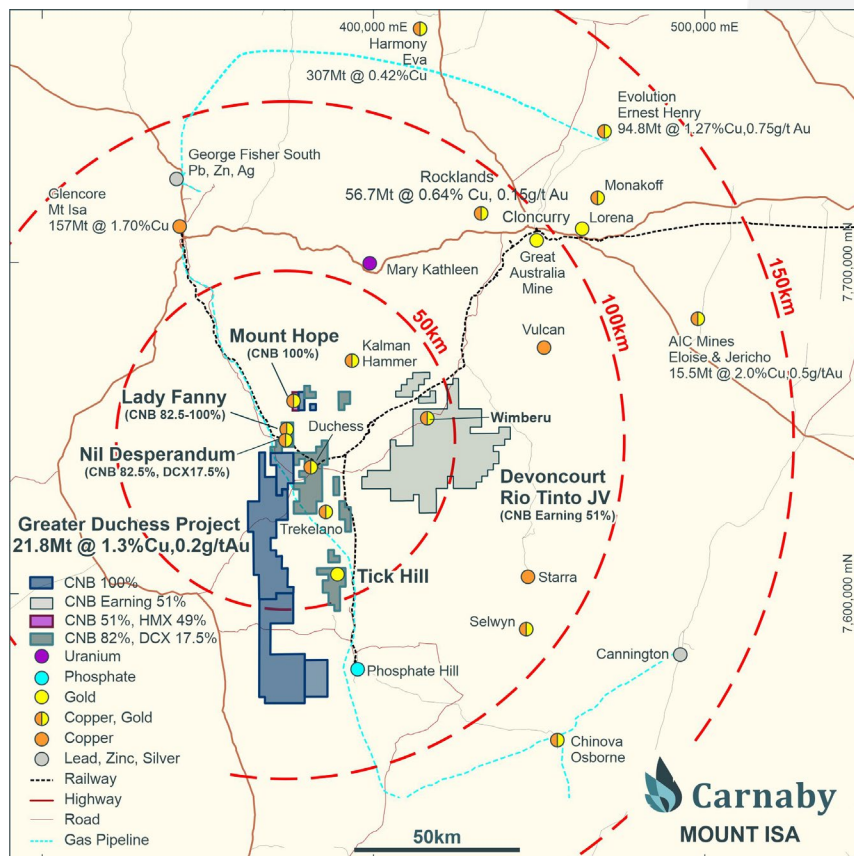 400,000 mE
500,000 mE
Harmony
Eva
307Mt @ 0.42%Cu
Evolution
Ernest Henry
94.8Mt @ 1.27%Cu,0.75g/t Au
George Fisher South
Pb, Zn, Ag
Glencore
Mt Isa
157Mt @ 1.70%Cu
Rocklands
56.7Mt @ 0.64% Cu, 0.15g/t Au
Monakoff
Cloncurry
Lorena
Great
Australia
Mine
Mary Kathleen
7,700,000 mN
50km
100km
150km
Mount Hope
(CNB 100%)
Kalman
Hammer
Vulcan
AIC Mines
Eloise & Jericho
15.5Mt @ 2.0%Cu,0.5g/tAu
Lady Fanny
(CNB 82.5-100%)
Duchess
Wimberu
Nil Desperandum
(CNB 82.5%, DCX17.5%)
Devoncourt
Rio Tinto JV
(CNB Earning 51%)
Greater Duchess Project
21.8Mt @ 1.3%Cu,0.2g/tAu
Trekelano
Tick Hill
Starra
7,600,000 mN
Selwyn
Cannington
Phosphate Hill
Chinova
Osborne
CNB 100%
CNB Earning 51%
CNB 51%, HMX 49%
CNB 82%, DCX 17.5%
Uranium
Phosphate
Gold
Copper, Gold
Copper
Lead, Zinc, Silver
Railway
Highway
Road
Gas Pipeline
50km
Carnaby
MOUNT ISA